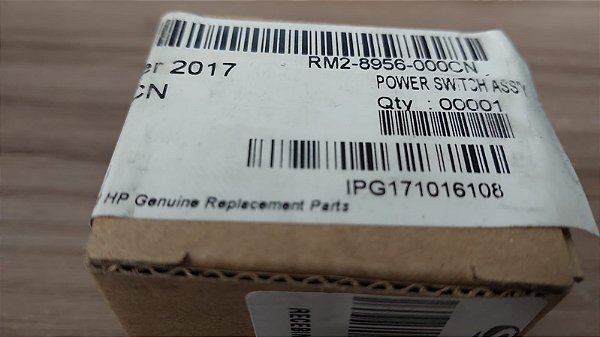 er 2017
CN
RM2-8956-000CN
POWER SWITCH ASSY
Qty : 00001
IPG171016108
HP Genuine Replacement Parts